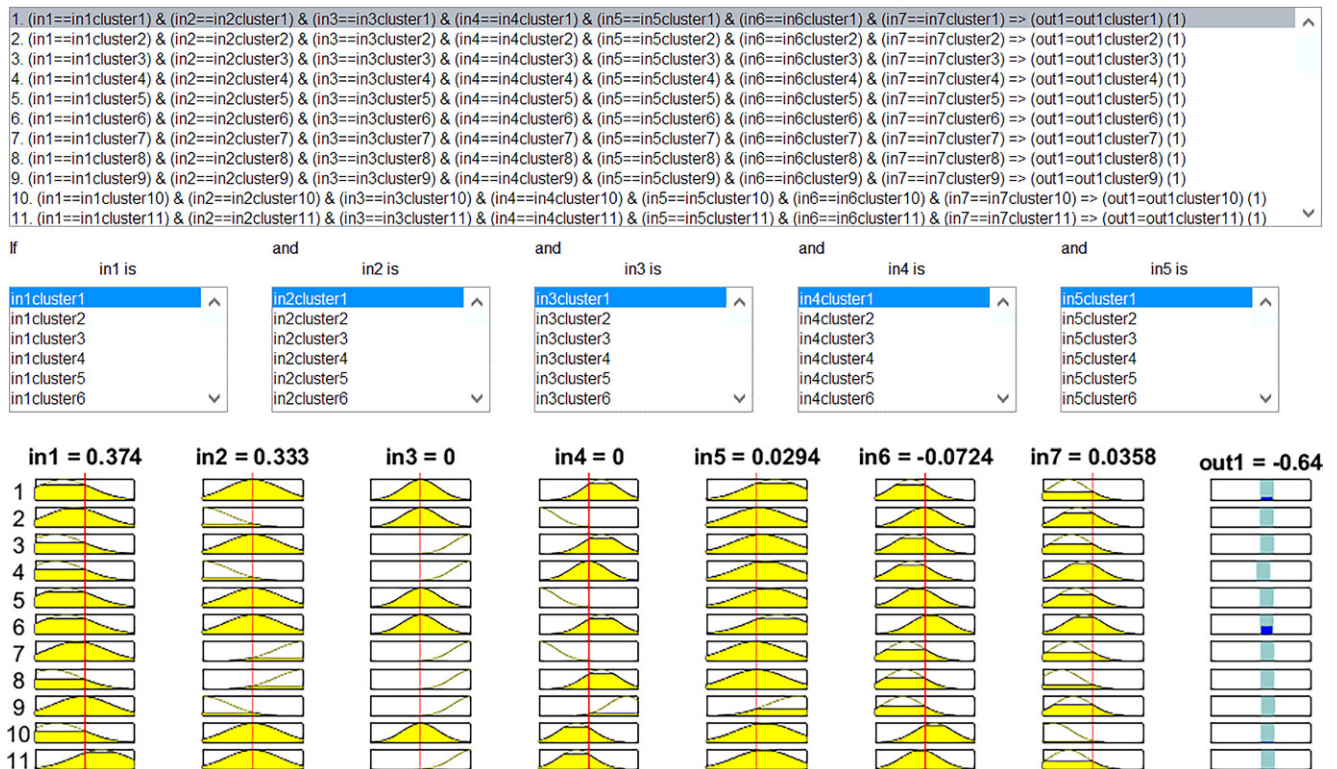 1. (in1==in1cluster1) & (in2==in2cluster1) & (in3==in3cluster1) & (in4==in4cluster1) & (in5==in5cluster1) & (in6==in6cluster1) & (in7==in7cluster1) => (out1=out1cluster1) (1)
2. (in1==in1cluster2) & (in2==in2cluster2) & (in3==in3cluster2) & (in4==in4cluster2) & (in5==in5cluster2) & (in6==in6cluster2) & (in7==in7cluster2) => (out1=out1cluster2) (1)
3. (in1==in1cluster3) & (in2==in2cluster3) & (in3==in3cluster3) & (in4==in4cluster3) & (in5==in5cluster3) & (in6==in6cluster3) & (in7==in7cluster3) => (out1=out1cluster3) (1)
4. (in1==in1cluster4) & (in2==in2cluster4) & (in3==in3cluster4) & (in4==in4cluster4) & (in5==in5cluster4) & (in6==in6cluster4) & (in7==in7cluster4) => (out1=out1cluster4) (1)
5. (in1==in1cluster5) & (in2==in2cluster5) & (in3==in3cluster5) & (in4==in4cluster5) & (in5==in5cluster5) & (in6==in6cluster5) & (in7==in7cluster5) => (out1=out1cluster5) (1)
6. (in1==in1cluster6) & (in2==in2cluster6) & (in3==in3cluster6) & (in4==in4cluster6) & (in5==in5cluster6) & (in6==in6cluster6) & (in7==in7cluster6) => (out1=out1cluster6) (1)
7. (in1==in1cluster7) & (in2==in2cluster7) & (in3==in3cluster7) & (in4==in4cluster7) & (in5==in5cluster7) & (in6==in6cluster7) & (in7==in7cluster7) => (out1=out1cluster7) (1)
8. (in1==in1cluster8) & (in2==in2cluster8) & (in3==in3cluster8) & (in4==in4cluster8) & (in5==in5cluster8) & (in6==in6cluster8) & (in7==in7cluster8) => (out1=out1cluster8) (1)
9. (in1==in1cluster9) & (in2==in2cluster9) & (in3==in3cluster9) & (in4==in4cluster9) & (in5==in5cluster9) & (in6==in6cluster9) & (in7==in7cluster9) => (out1=out1cluster9) (1)
10. (in1==in1cluster10) & (in2==in2cluster10) & (in3==in3cluster10) & (in4==in4cluster10) & (in5==in5cluster10) & (in6==in6cluster10) & (in7==in7cluster10) => (out1=out1cluster10) (1)
11. (in1==in1cluster11) & (in2==in2cluster11) & (in3==in3cluster11) & (in4==in4cluster11) & (in5==in5cluster11) & (in6==in6cluster11) & (in7==in7cluster11) => (out1=out1cluster11) (1)
If and and and and
in1 is in2 is in3 is in4 is in5 is
in1cluster1 in2cluster1 in3cluster1 in4cluster1 in5cluster1
in1cluster2 in2cluster2 in3cluster2 in4cluster2 in5cluster2
in1cluster3 in2cluster3 in3cluster3 in4cluster3 in5cluster3
in1cluster4 in2cluster4 in3cluster4 in4cluster4 in5cluster4
in1cluster5 in2cluster5 in3cluster5 in4cluster5 in5cluster5
in1cluster6 in2cluster6 in3cluster6 in4cluster6 in5cluster6
in1 = 0.374 in2 = 0.333 in3 = 0 in4 = 0 in5 = 0.0294 in6 = -0.0724 in7 = 0.0358 out1 = -0.64
1
2
3
4
5
6
7
8
9
10
11